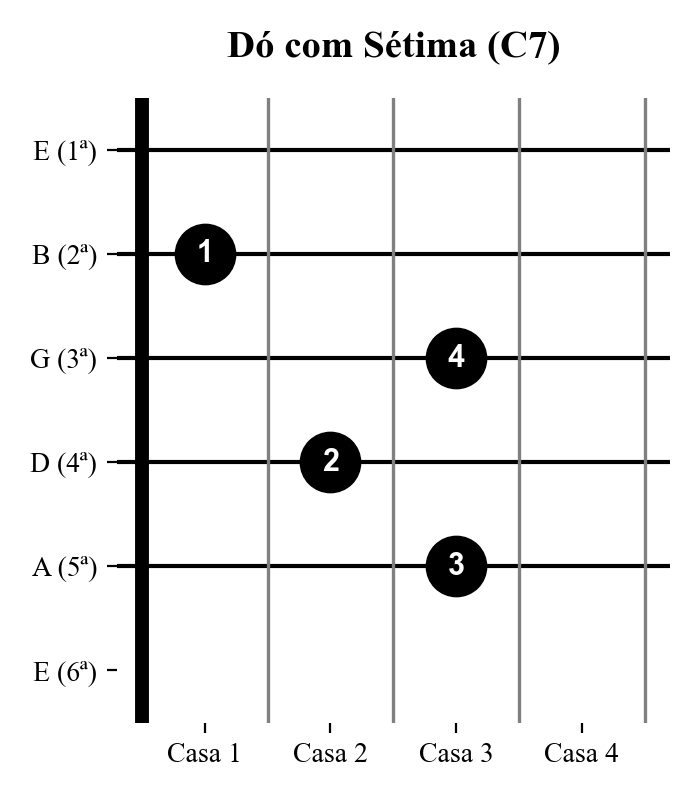 Dó com Sétima (C7)
E (1ª)
B (2ª)
1
G (3ª)
4
D (4ª)
2
A (5ª)
3
E (6ª)
Casa 1 Casa 2 Casa 3 Casa 4